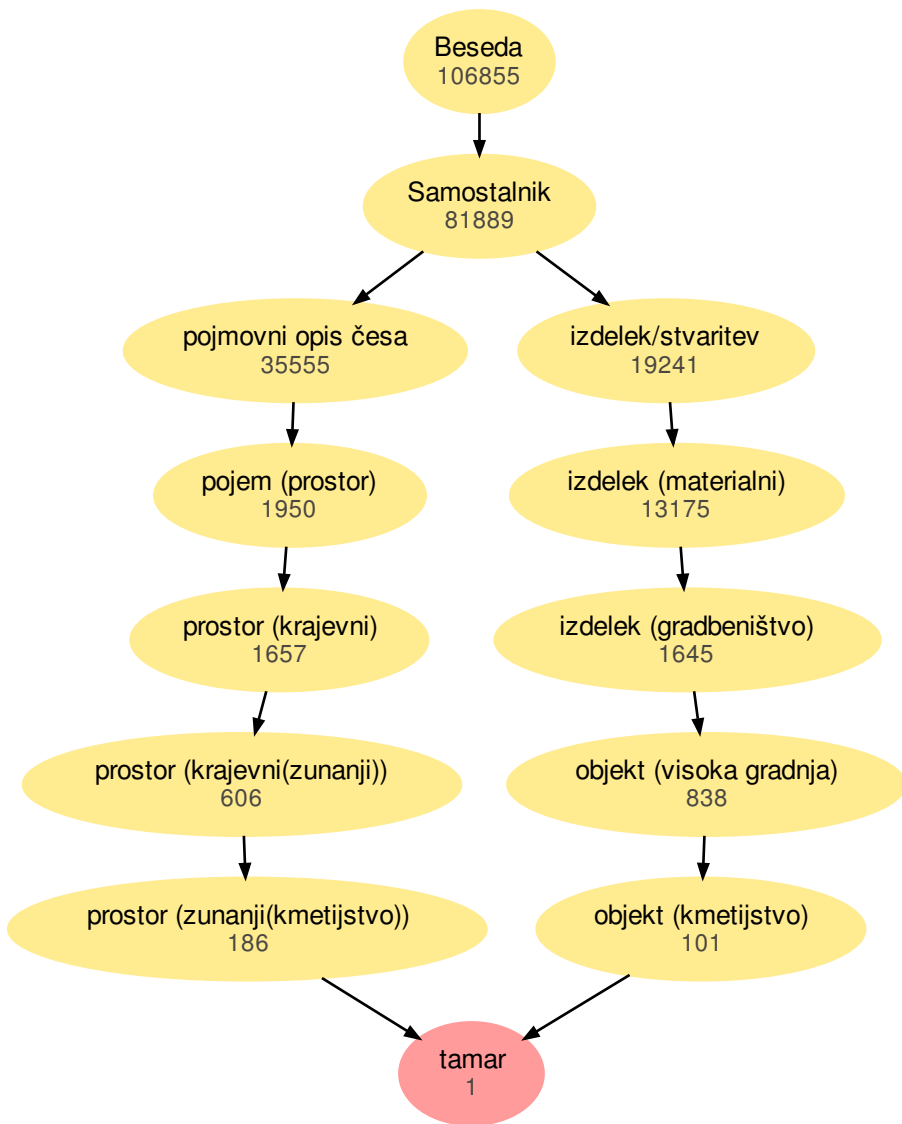 Beseda
106855
Samostalnik
81889
pojmovni opis česa
35555
izdelek/stvaritev
19241
pojem (prostor)
1950
izdelek (materialni)
13175
prostor (krajevni)
1657
izdelek (gradbeništvo)
1645
prostor (krajevni(zunanji))
606
objekt (visoka gradnja)
838
prostor (zunanji(kmetijstvo))
186
objekt (kmetijstvo)
101
tamar
1